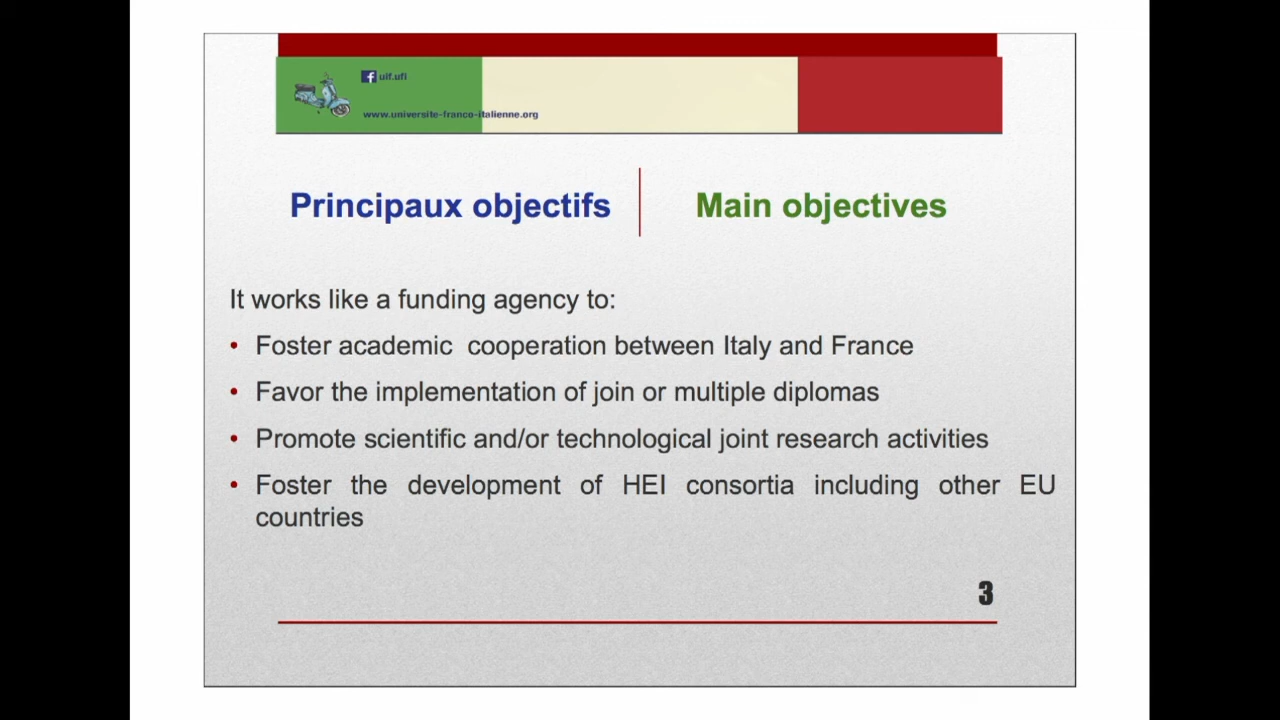 uif.ufi
www.universite-franco-italienne.org
Principaux objectifs
Main objectives
It works like a funding agency to:
• Foster academic cooperation between Italy and France
• Favor the implementation of join or multiple diplomas
• Promote scientific and/or technological joint research activities
• Foster the development of HEI consortia including other EU
countries
3